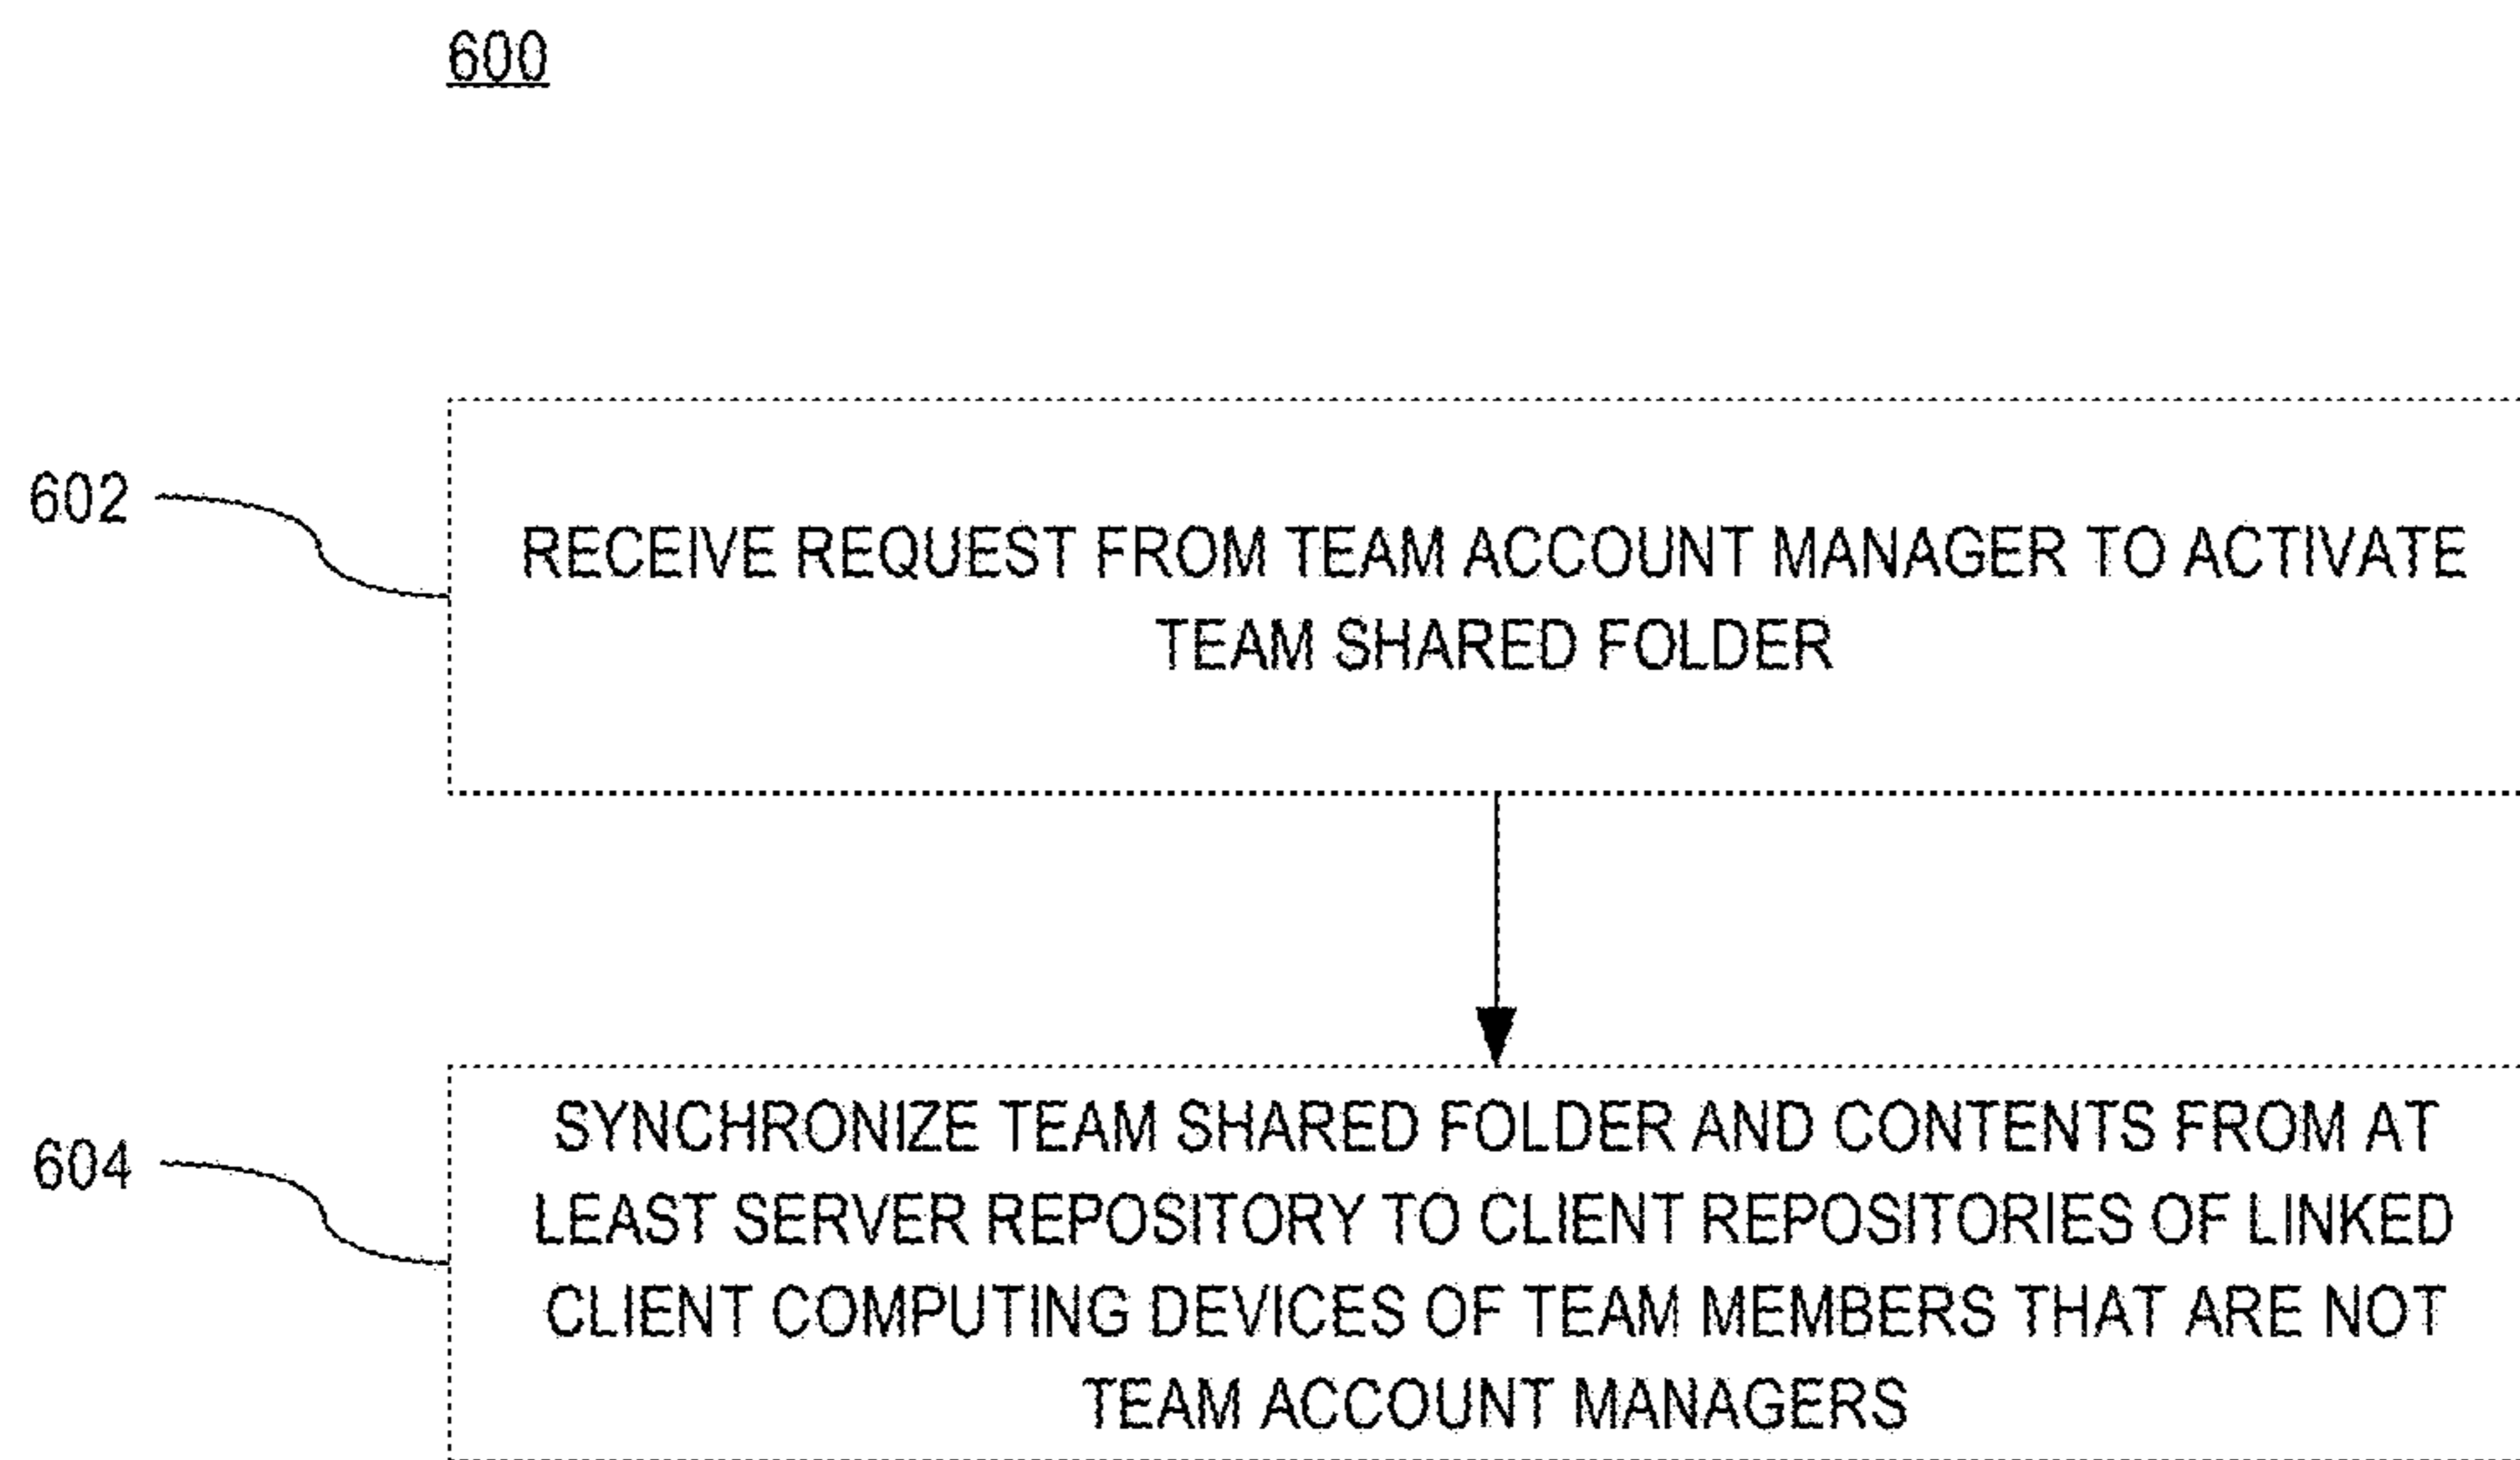 600
602
RECEIVE REQUEST FROM TEAM ACCOUNT MANAGER TO ACTIVATE
TEAM SHARED FOLDER
604
SYNCHRONIZE TEAM SHARED FOLDER AND CONTENTS FROM AT
LEAST SERVER REPOSITORY TO CLIENT REPOSITORIES OF LINKED
CLIENT COMPUTING DEVICES OF TEAM MEMBERS THAT ARE NOT
TEAM ACCOUNT MANAGERS